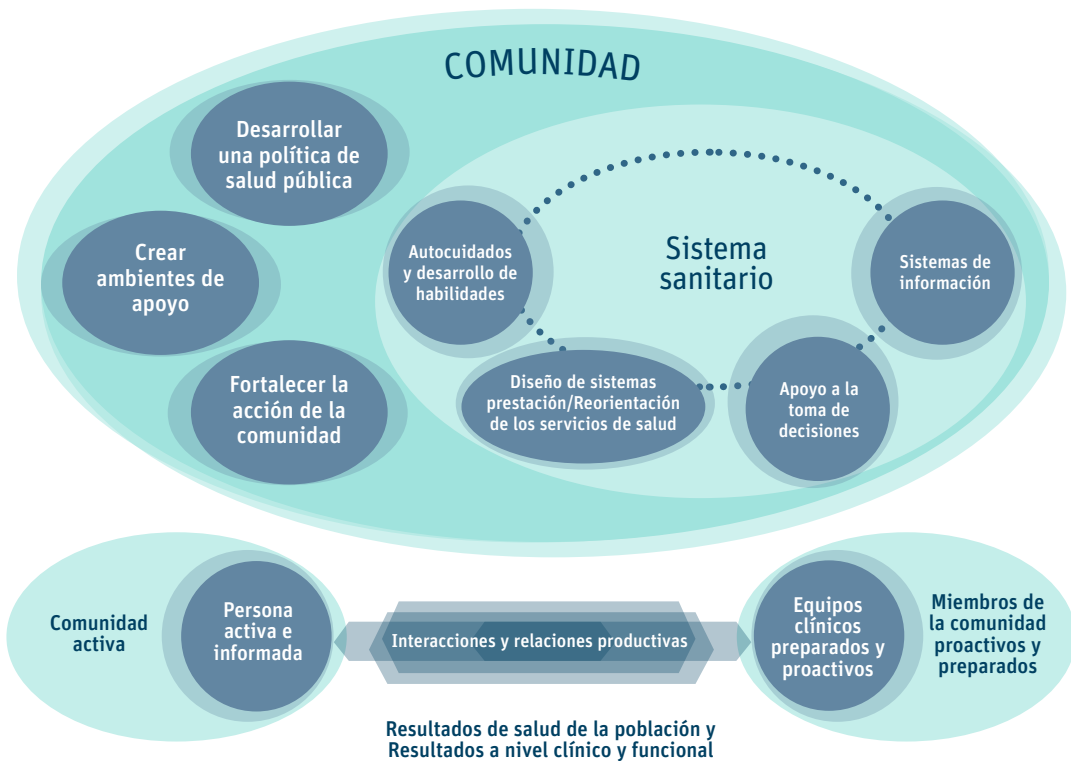 COMUNIDAD
Desarrollar
una política de
salud pública
Crear
ambientes de
apoyo
Fortalecer la
acción de la
comunidad
Sistema
sanitario
Autocuidados
y desarrollo de
habilidades
Sistemas de
información
Diseño de sistemas
prestación/Reorientación
de los servicios de salud
Apoyo a la
toma de
decisiones
Comunidad
activa
Persona
activa e
informada
Interacciones y relaciones productivas
Equipos
clínicos
preparados y
proactivos
Miembros de
la comunidad
proactivos y
preparados
Resultados de salud de la población y
Resultados a nivel clínico y funcional